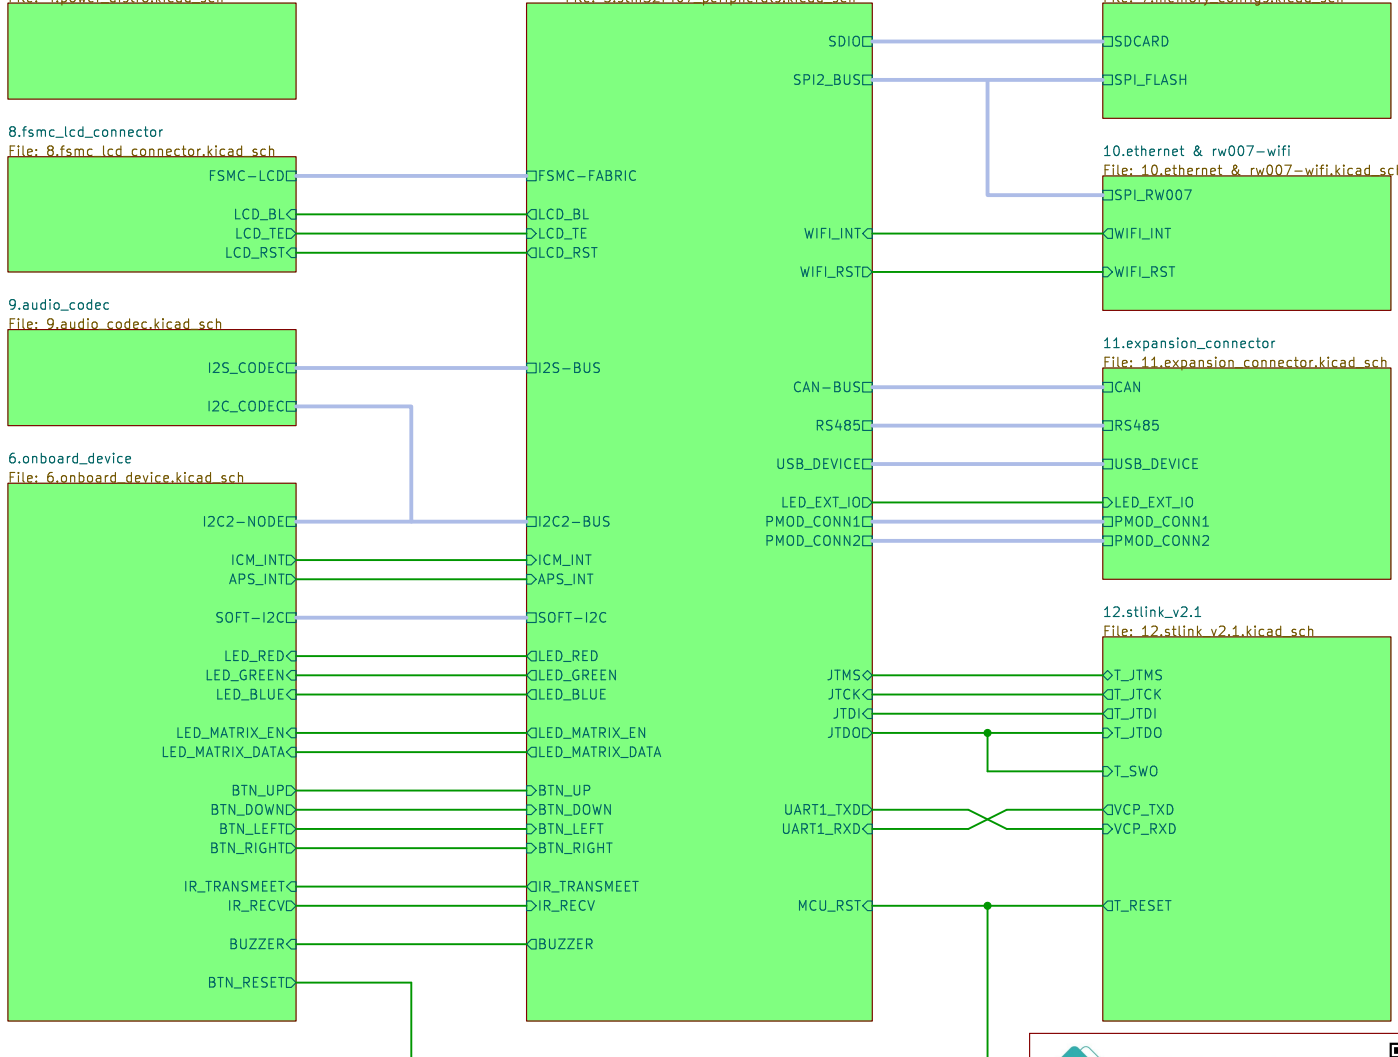 8.fsmc_lcd_connector
File: 8.fsmc_lcd_connector.kicad_sch
FSMC-LCD
LCD_BL
LCD_TE
LCD_RST
9.audio_codec
File: 9.audio_codec.kicad_sch
I2S_CODEC
I2C_CODEC
6.onboard_device
File: 6.onboard_device.kicad_sch
I2C2-NODE
ICM_INT
APS_INT
SOFT-I2C
LED_RED
LED_GREEN
LED_BLUE
LED_MATRIX_EN
LED_MATRIX_DATA
BTN_UP
BTN_DOWN
BTN_LEFT
BTN_RIGHT
IR_TRANSMEET
IR_RECV
BUZZER
BTN_RESET
FSMC-FABRIC
LCD_BL
LCD_TE
LCD_RST
I2S-BUS
I2C2-BUS
ICM_INT
APS_INT
SOFT-I2C
LED_RED
LED_GREEN
LED_BLUE
LED_MATRIX_EN
LED_MATRIX_DATA
BTN_UP
BTN_DOWN
BTN_LEFT
BTN_RIGHT
IR_TRANSMEET
IR_RECV
BUZZER
SDIO
SPI2_BUS
WIFI_INT
WIFI_RST
CAN-BUS
RS485
USB_DEVICE
LED_EXT_IO
PMOD_CONN1
PMOD_CONN2
JTMS
JTCK
JTDI
JTDO
UART1_TXD
UART1_RXD
MCU_RST
SDCARD
SPI_FLASH
10.ethernet & rw007-wifi
File: 10.ethernet & rw007-wifi.kicad_sch
SPI_RW007
WIFI_INT
WIFI_RST
11.expansion_connector
File: 11.expansion_connector.kicad_sch
CAN
RS485
USB_DEVICE
LED_EXT_IO
PMOD_CONN1
PMOD_CONN2
12.stlink_v2.1
File: 12.stlink_v2.1.kicad_sch
T_JTMS
T_JTCK
T_JTDI
T_JTDO
T_SWO
VCP_TXD
VCP_RXD
T_RESET